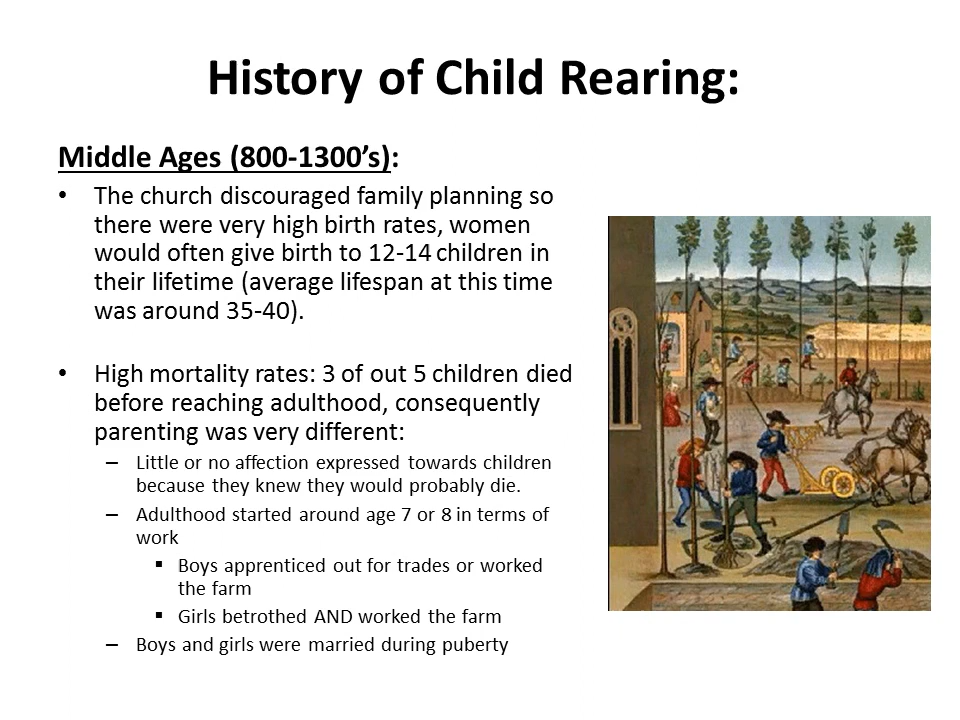 History of Child Rearing:
Middle Ages (800-1300’s):
• The church discouraged family planning so
there were very high birth rates, women
would often give birth to 12-14 children in
their lifetime (average lifespan at this time
was around 35-40).
• High mortality rates: 3 of out 5 children died
before reaching adulthood, consequently
parenting was very different:
– Little or no affection expressed towards children
because they knew they would probably die.
– Adulthood started around age 7 or 8 in terms of
work
▪ Boys apprenticed out for trades or worked
the farm
▪ Girls betrothed AND worked the farm
– Boys and girls were married during puberty